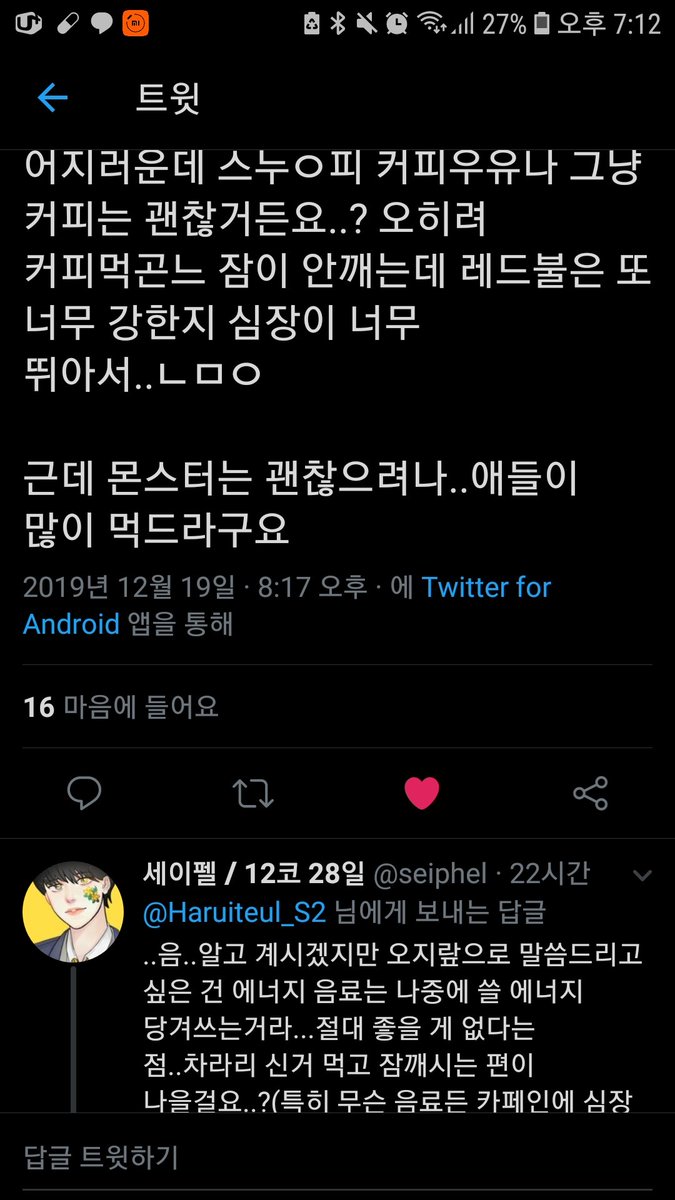 27% 오후 7:12
트윗
어지러운데 스누ㅇ피 커피우유나 그냥
커피는 괜찮거든요..? 오히려
커피먹곤느 잠이 안깨는데 레드불은 또
너무 강한지 심장이 너무
뛰아서..ㄴㅁㅇ
근데 몬스터는 괜찮으려나..애들이
많이 먹드라구요
2019년 12월 19일 · 8:17 오후 · 에 Twitter for
Android 앱을 통해
16 마음에 들어요
세이펠 / 12코 28일 @seiphel · 22시간
@Haruiteul_S2 님에게 보내는 답글
..음..알고 계시겠지만 오지랖으로 말씀드리고
싶은 건 에너지 음료는 나중에 쓸 에너지
당겨쓰는거라...절대 좋을 게 없다는
점..차라리 신거 먹고 잠깨시는 편이
나을걸요..?(특히 무슨 음료든 카페인에 심장
답글 트윗하기